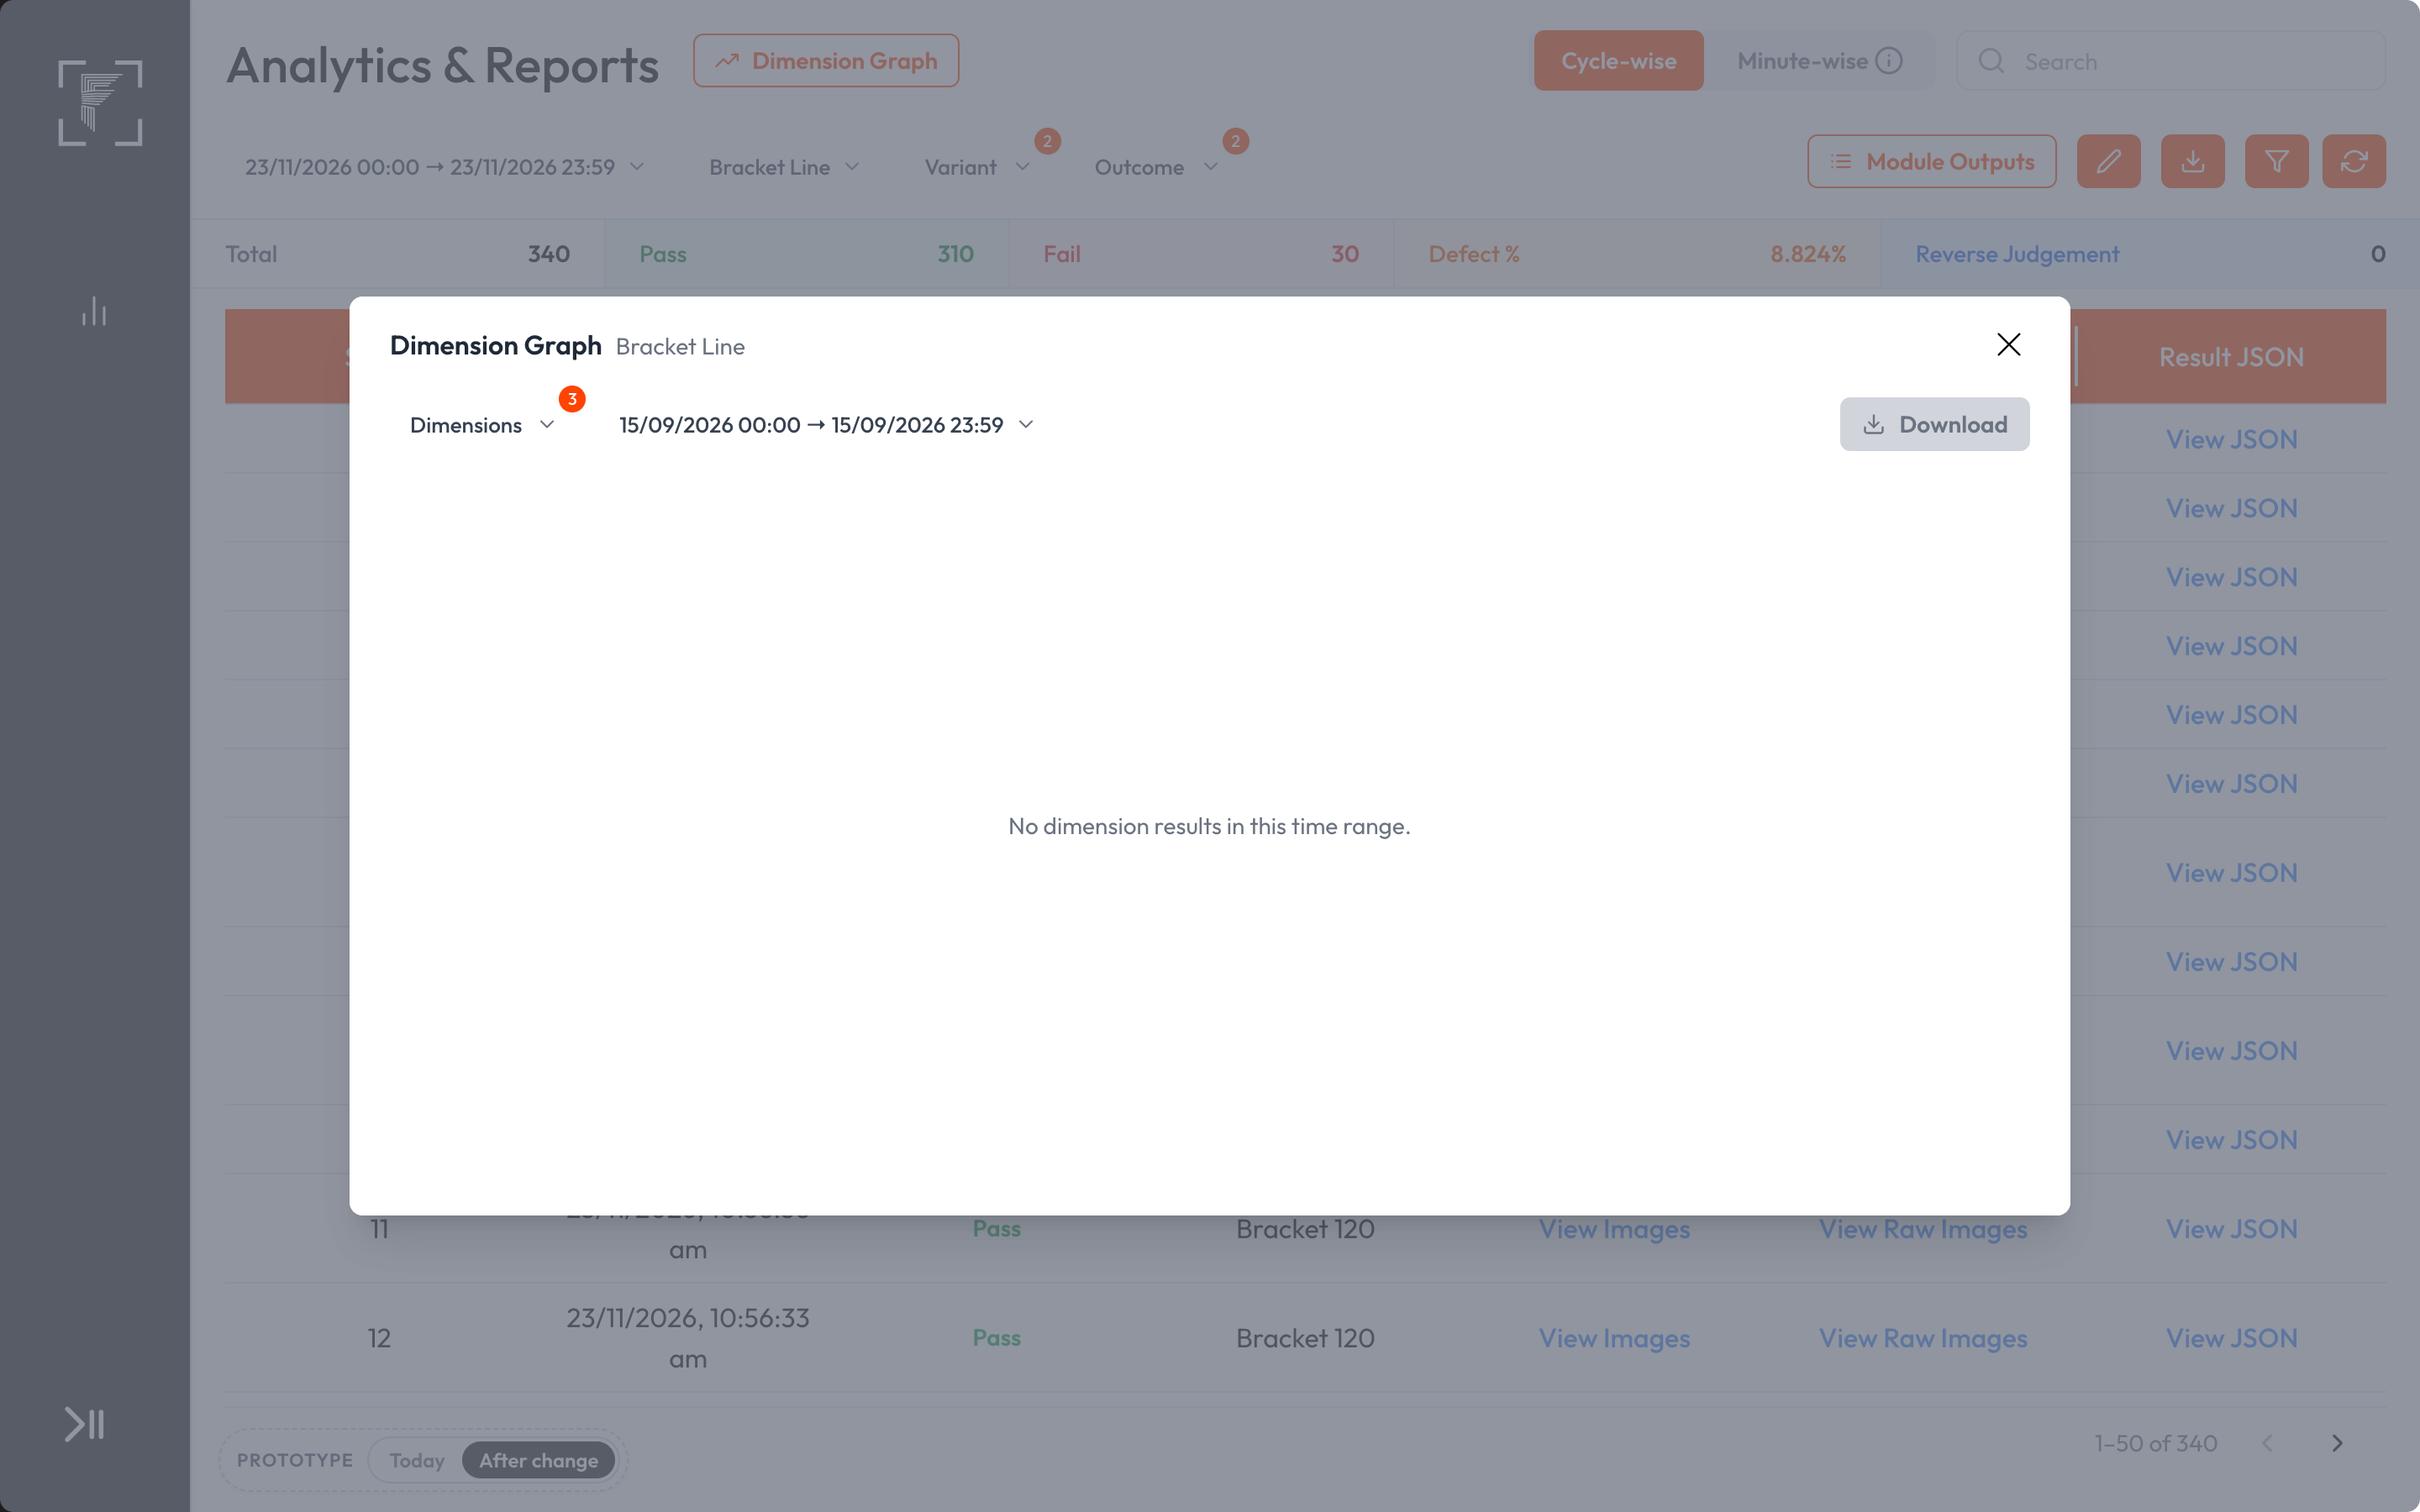 Analytics & Reports
Dimension Graph
Cycle-wise
Minute-wise
Search
23/11/2026 00:00 → 23/11/2026 23:59
Bracket Line
Variant
2
Outcome
2
Module Outputs
Total 340
Pass 310
Fail 30
Defect % 8.824%
Reverse Judgement 0
Result JSON
Dimension Graph Bracket Line
Dimensions
3
15/09/2026 00:00 → 15/09/2026 23:59
Download
No dimension results in this time range.
View JSON
View JSON
View JSON
View JSON
View JSON
View JSON
View JSON
View JSON
View JSON
View JSON
11
am
Pass
Bracket 120
View Images
View Raw Images
View JSON
12
23/11/2026, 10:56:33
am
Pass
Bracket 120
View Images
View Raw Images
View JSON
PROTOTYPE
Today
After change
1–50 of 340